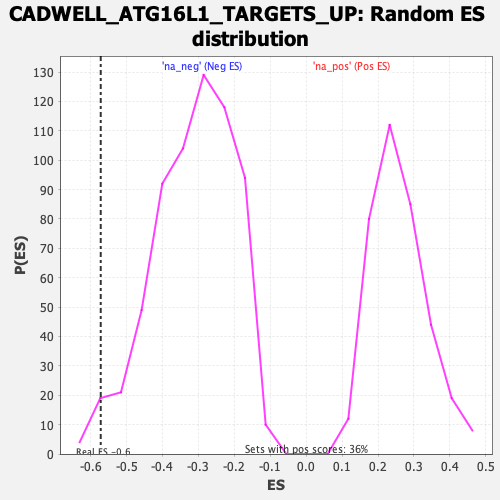 CADWELL_ATG16L1_TARGETS_UP: Random ES
distribution
'na_neg' (Neg ES) 'na_pos' (Pos ES)
130
120
110
100
90
80
70
60
50
40
30
20
10
0
P(ES)
Real ES -0.6
Sets with pos scores: 36%
-0.6 -0.5 -0.4 -0.3 -0.2 -0.1 0.0 0.1 0.2 0.3 0.4 0.5
ES